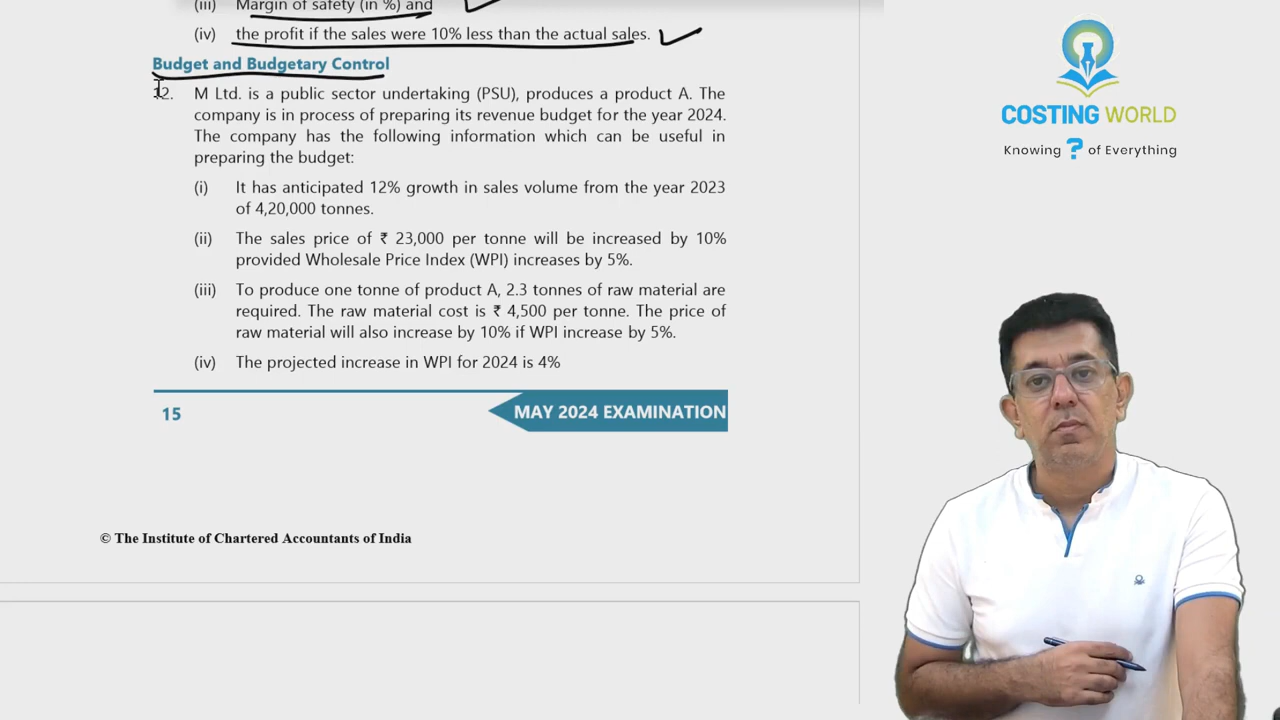 (iii) Margin of safety (in %) and
(iv) the profit if the sales were 10% less than the actual sales.
Budget and Budgetary Control
12. M Ltd. is a public sector undertaking (PSU), produces a product A. The
company is in process of preparing its revenue budget for the year 2024.
The company has the following information which can be useful in
preparing the budget:
(i) It has anticipated 12% growth in sales volume from the year 2023
of 4,20,000 tonnes.
(ii) The sales price of ₹ 23,000 per tonne will be increased by 10%
provided Wholesale Price Index (WPI) increases by 5%.
(iii) To produce one tonne of product A, 2.3 tonnes of raw material are
required. The raw material cost is ₹ 4,500 per tonne. The price of
raw material will also increase by 10% if WPI increase by 5%.
(iv) The projected increase in WPI for 2024 is 4%
15
MAY 2024 EXAMINATION
© The Institute of Chartered Accountants of India
COSTING WORLD
Knowing ? of Everything